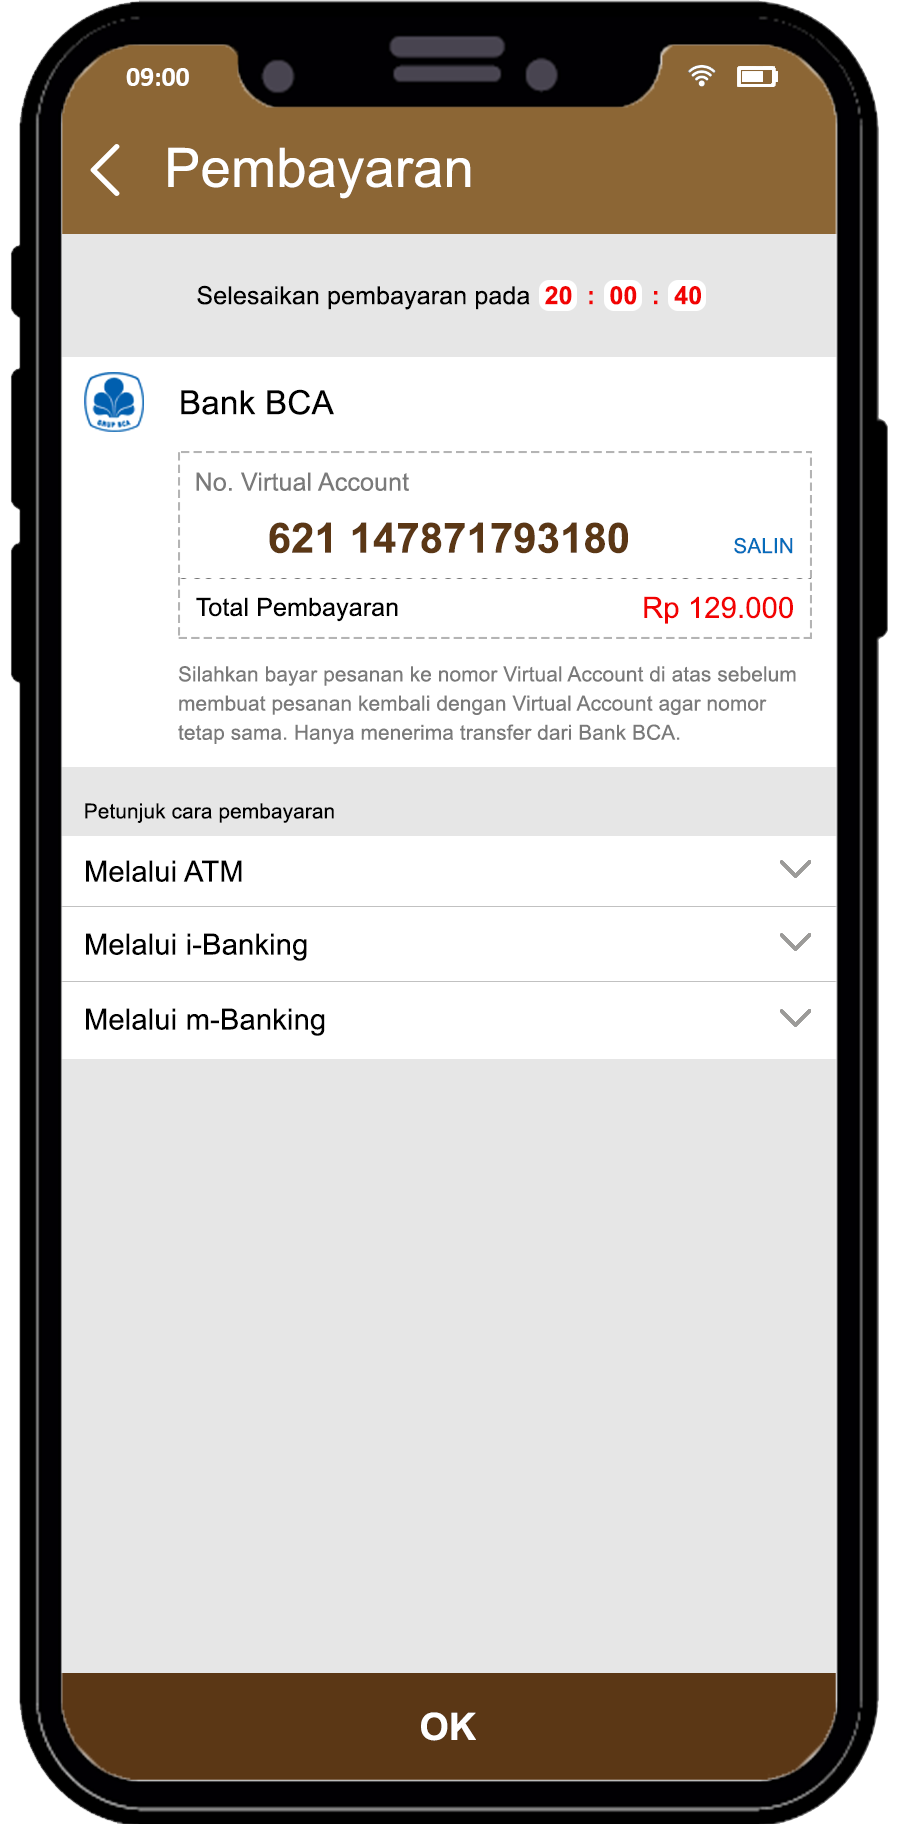 09:00
Pembayaran
Selesaikan pembayaran pada 20 : 00 : 40
GRUP BCA
Bank BCA
No. Virtual Account
621 147871793180
SALIN
Total Pembayaran Rp 129.000
Silahkan bayar pesanan ke nomor Virtual Account di atas sebelum
membuat pesanan kembali dengan Virtual Account agar nomor
tetap sama. Hanya menerima transfer dari Bank BCA.
Petunjuk cara pembayaran
Melalui ATM
Melalui i-Banking
Melalui m-Banking
OK